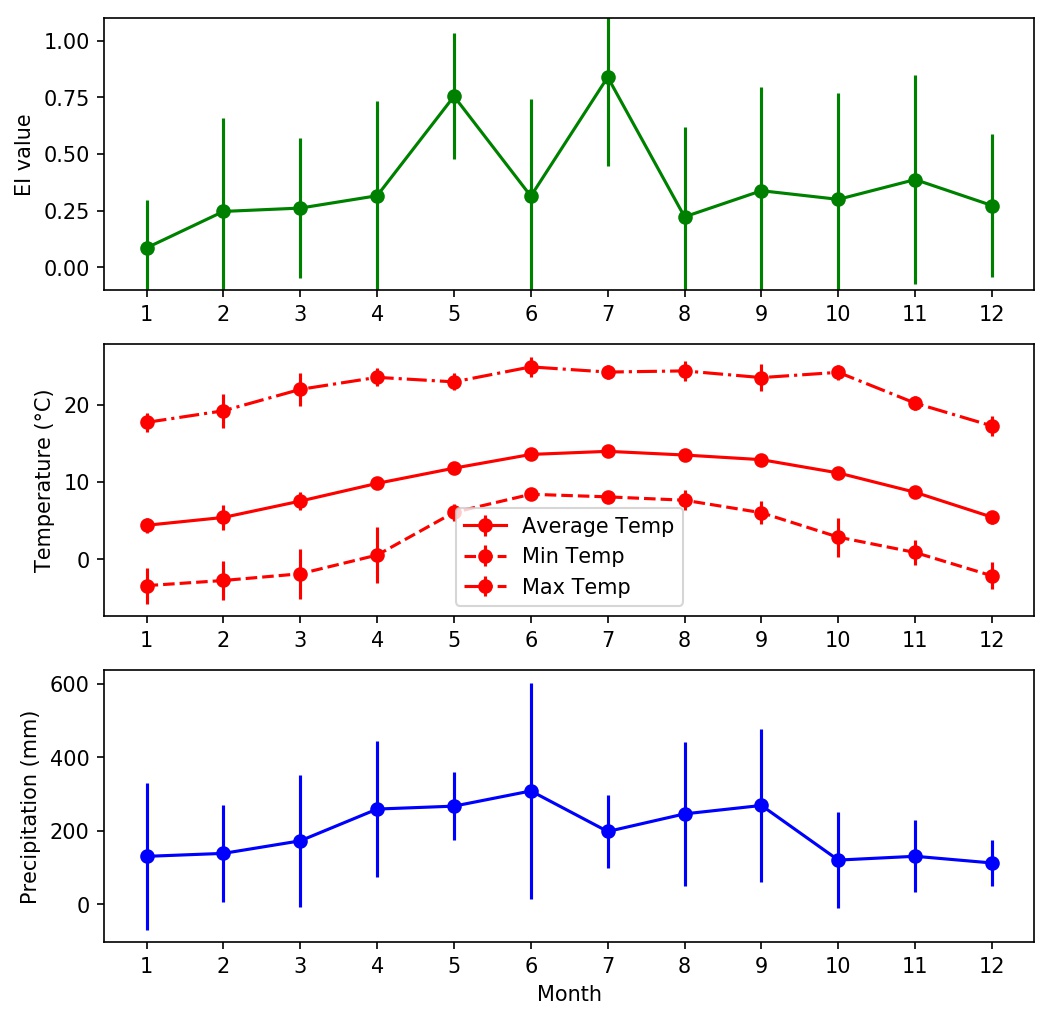 EI value
1.00
0.75
0.50
0.25
0.00
1 2 3 4 5 6 7 8 9 10 11 12
Temperature (°C)
20
10
0
Average Temp
Min Temp
Max Temp
1 2 3 4 5 6 7 8 9 10 11 12
Precipitation (mm)
600
400
200
0
1 2 3 4 5 6 7 8 9 10 11 12
Month